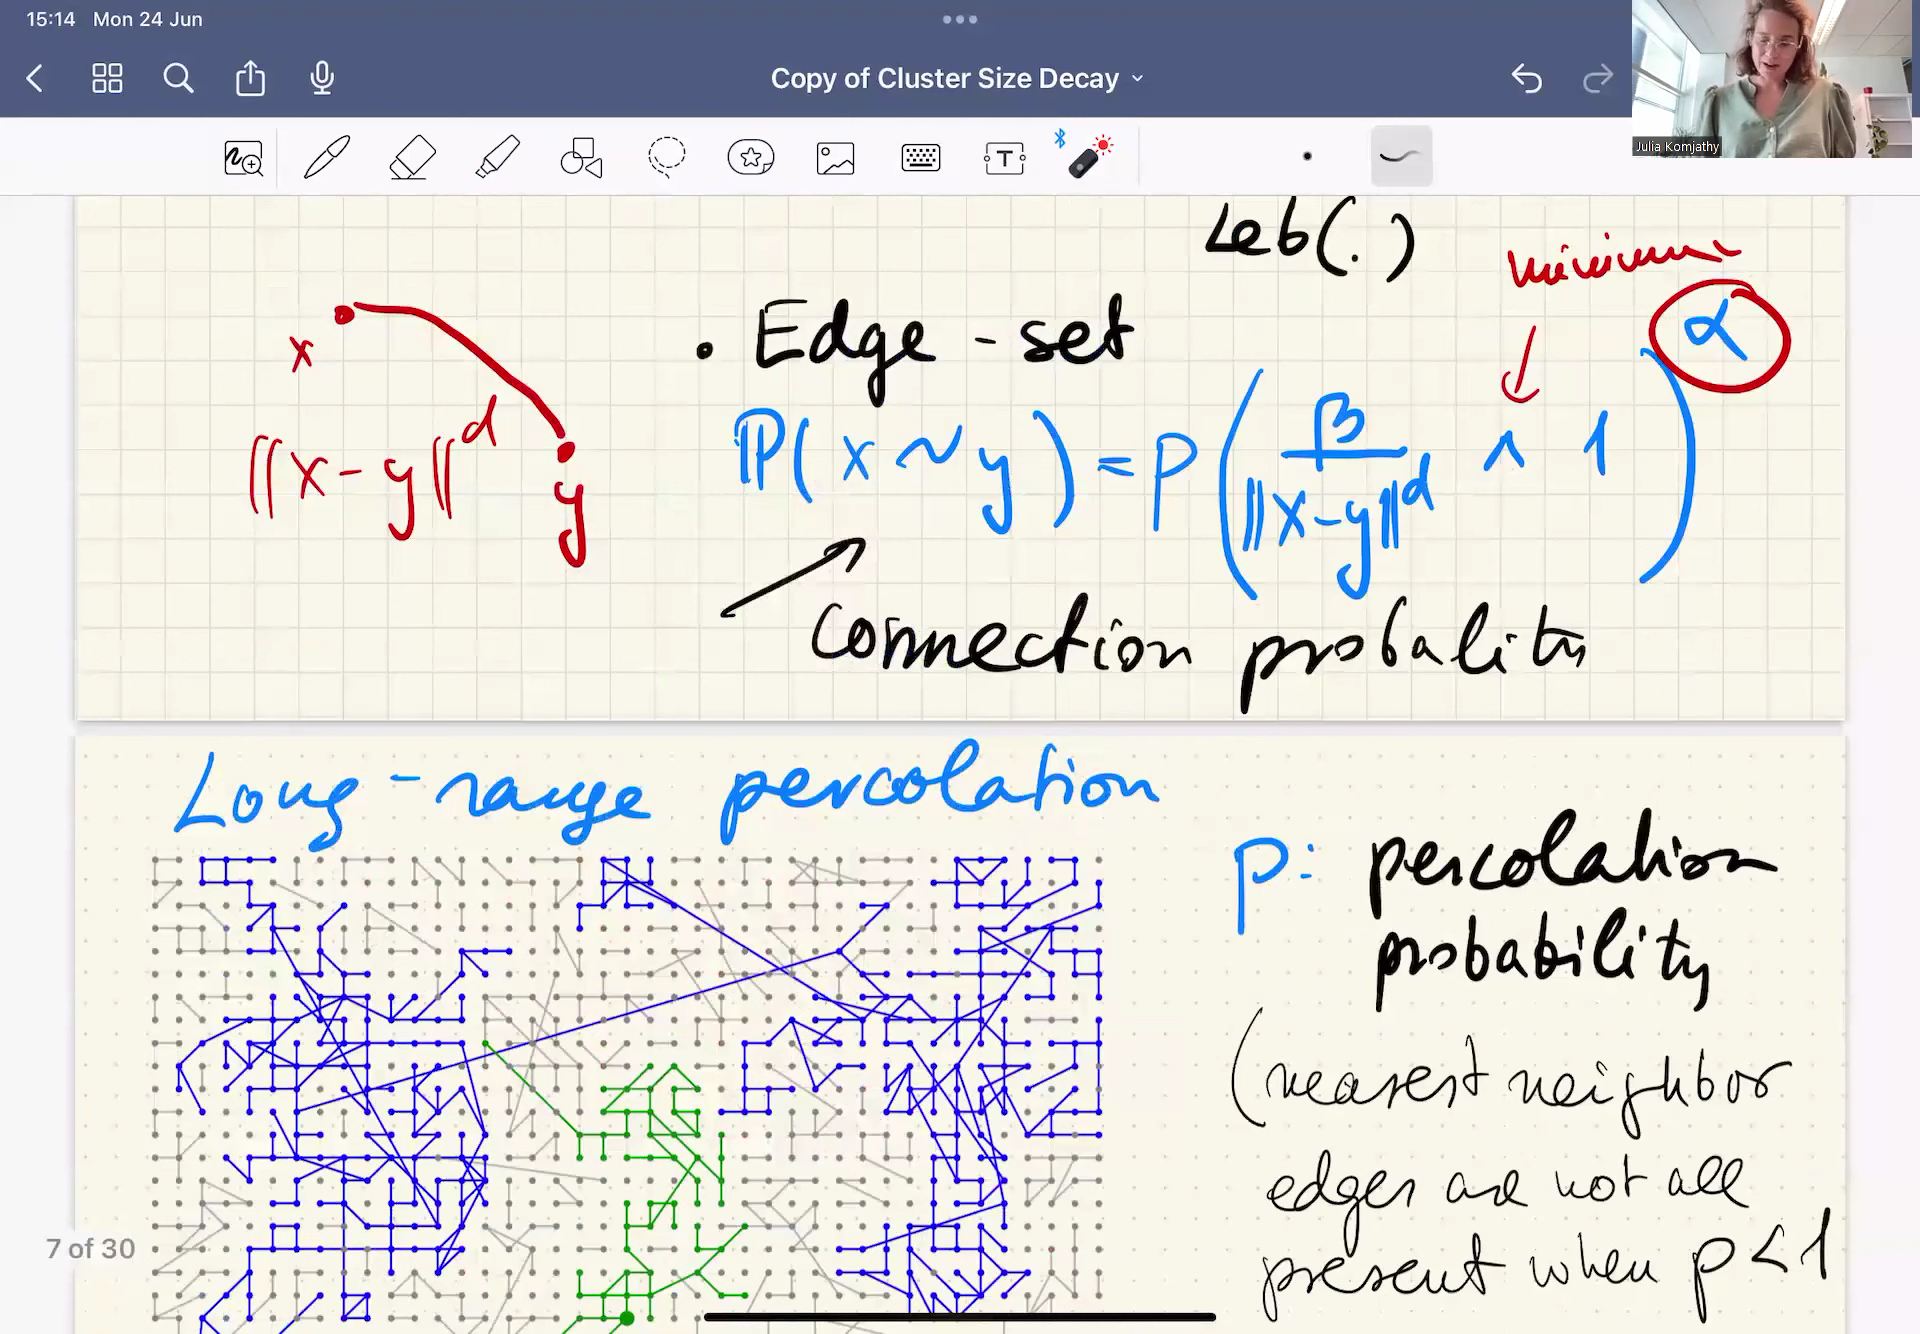 15:14 Mon 24 Jun
Copy of Cluster Size Decay
Julia Komjathy
Leb(.)
minimum
x
y
||x-y||^d
• Edge-set
P(x ~ y) = p(β/||x-y||^d ∧ 1)^α
Connection probability
Long-range percolation
p: percolation
probability
(nearest neighbor
edges are not all
present when p<1
7 of 30